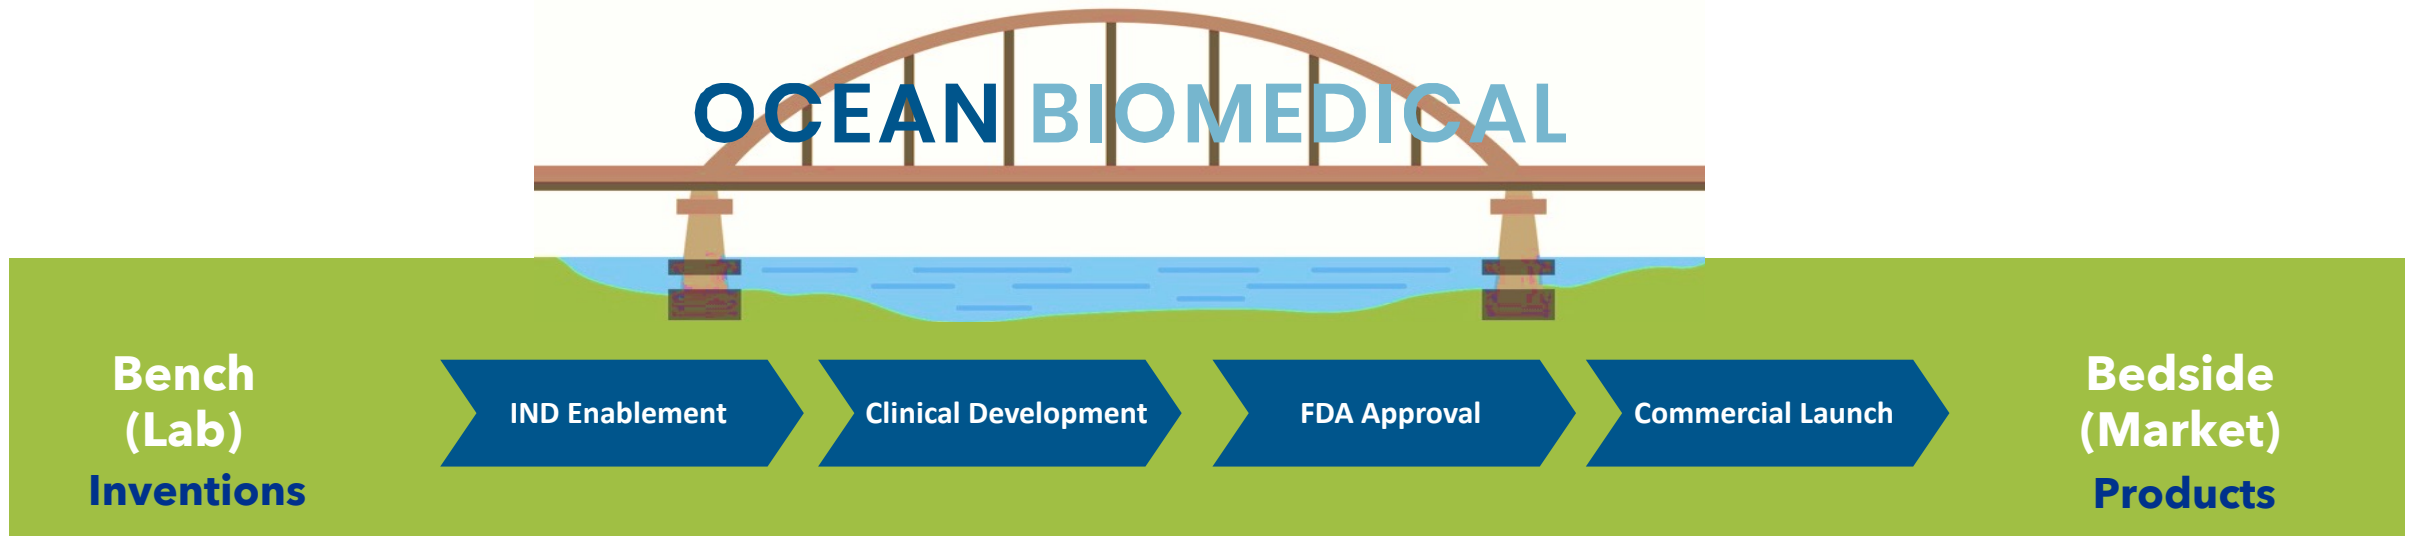 OCEAN BIOMEDICAL
Bench
(Lab)
Inventions
IND Enablement
Clinical Development
FDA Approval
Commercial Launch
Bedside
(Market)
Products